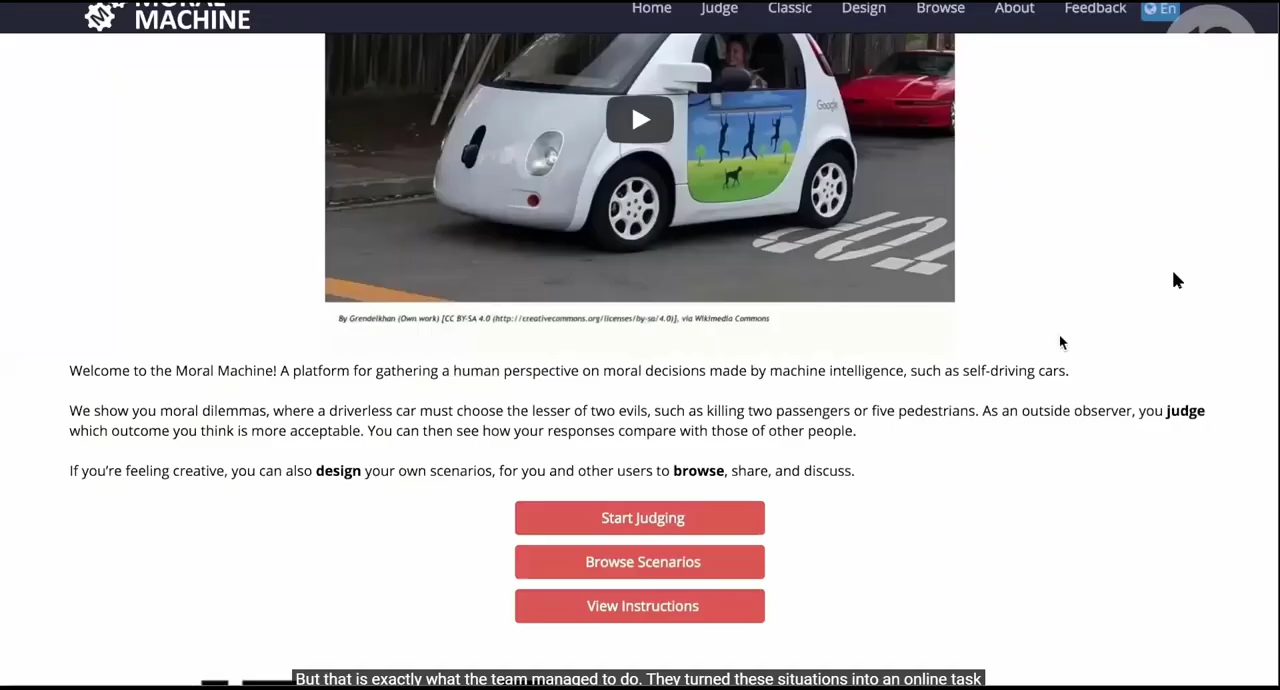 MORAL
MACHINE
Home Judge Classic Design Browse About Feedback En
Google
By Grendelkhan (Own work) [CC BY-SA 4.0 (http://creativecommons.org/licenses/by-sa/4.0)], via Wikimedia Commons
Welcome to the Moral Machine! A platform for gathering a human perspective on moral decisions made by machine intelligence, such as self-driving cars.
We show you moral dilemmas, where a driverless car must choose the lesser of two evils, such as killing two passengers or five pedestrians. As an outside observer, you judge
which outcome you think is more acceptable. You can then see how your responses compare with those of other people.
If you’re feeling creative, you can also design your own scenarios, for you and other users to browse, share, and discuss.
Start Judging
Browse Scenarios
View Instructions
But that is exactly what the team managed to do. They turned these situations into an online task